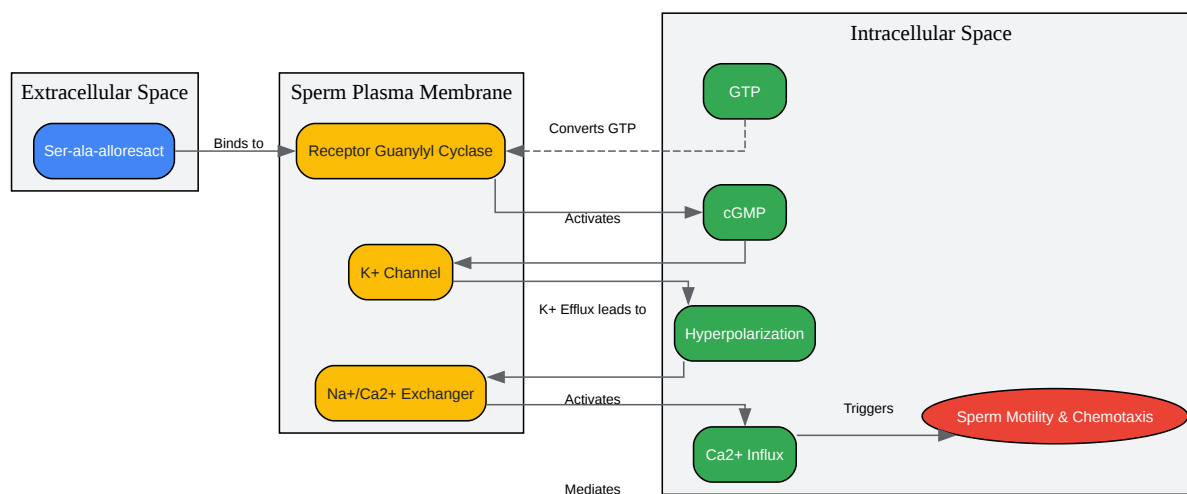 Intracellular Space
Extracellular Space
Sperm Plasma Membrane
GTP
Ser-ala-alloresact
Binds to
Receptor Guanylyl Cyclase
Converts GTP
cGMP
Activates
K+ Channel
K+ Efflux leads to
Hyperpolarization
Na+/Ca2+ Exchanger
Activates
Triggers
Sperm Motility & Chemotaxis
Ca2+ Influx
Mediates